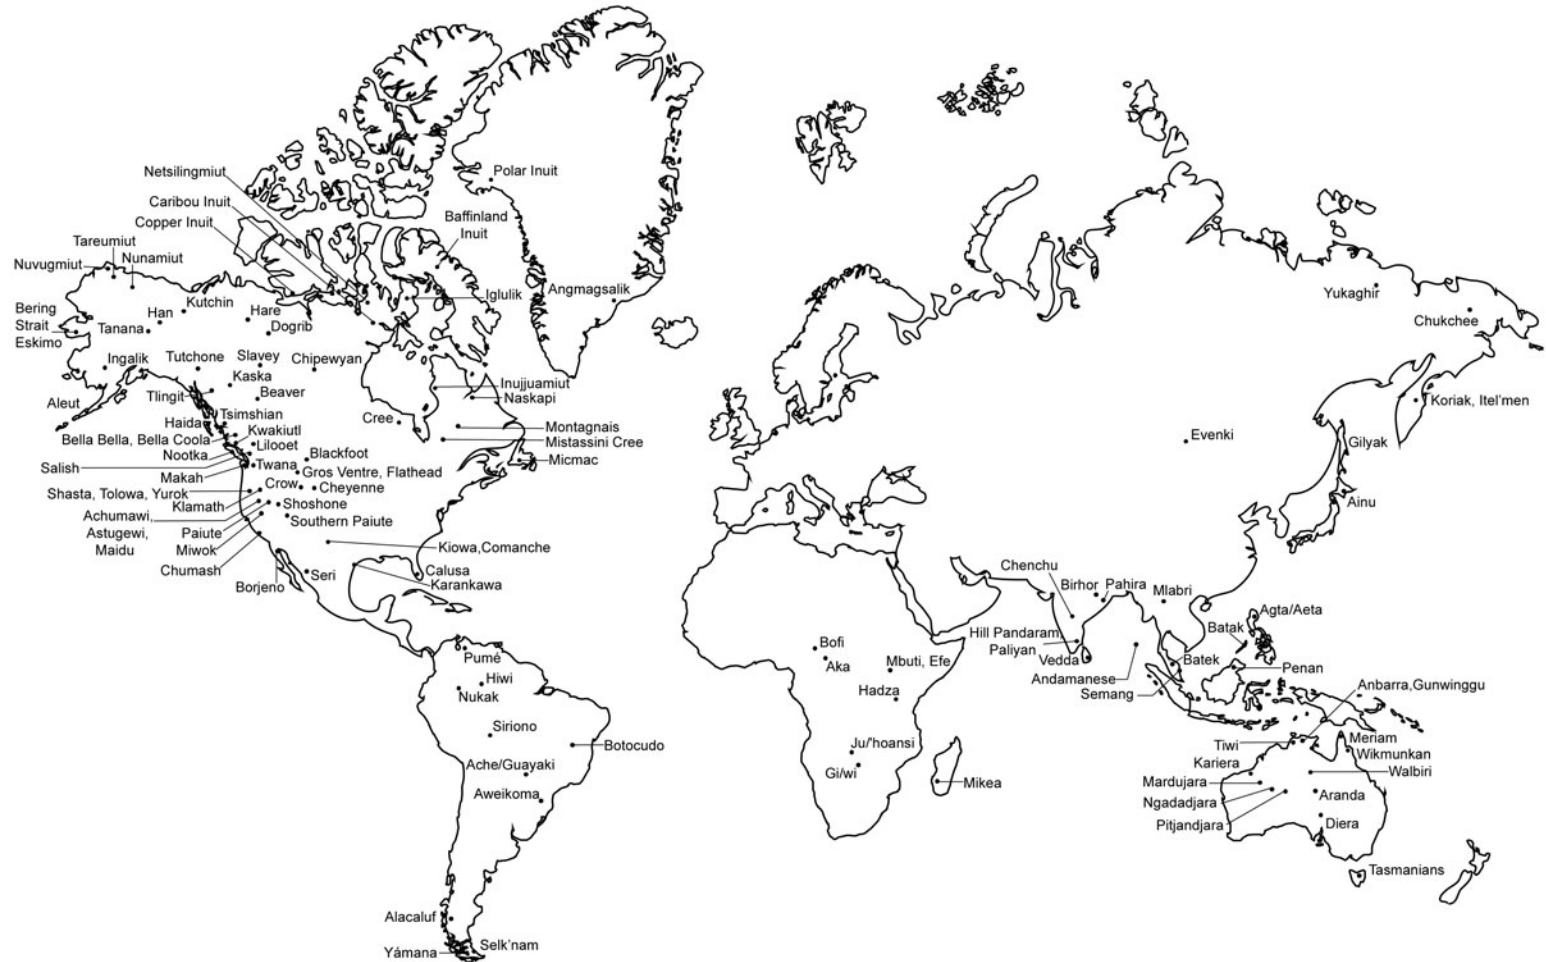 Netsilingmiut
Polar Inuit
Caribou Inuit
Copper Inuit
Baffinland
Inuit
Tareumiut
Nunamiut
Nuvugmiut
Iglulik
Angmagsalik
Kutchin
Bering
Strait
Eskimo
Han
Tanana
Hare
Dogrib
Ingalik
Tutchone
Slavey
Chipewyan
Kaska
Beaver
Tlingit
Aleut
Inujjuamiut
Naskapi
Cree
Haida
Tsimshian
Bella Bella, Bella Coola
Kwakiutl
Lilooet
Nootka
Salish
Makah
Twana
Blackfoot
Gros Ventre, Flathead
Montagnais
Mistassini Cree
Micmac
Shasta, Tolowa, Yurok
Crow
Cheyenne
Klamath
Shoshone
Achumawi,
Astugewi,
Maidu
Paiute
Southern Paiute
Miwok
Chumash
Kiowa,Comanche
Borjeno
Seri
Calusa
Karankawa
Pumé
Hiwi
Nukak
Siriono
Botocudo
Ache/Guayaki
Aweikoma
Alacaluf
Yámana
Selk'nam
Yukaghir
Chukchee
Koriak, Itel'men
Evenki
Gilyak
Ainu
Chenchu
Birhor
Pahira
Mlabri
Agta/Aeta
Batak
Hill Pandaram,
Paliyan
Vedda
Andamanese
Semang
Batek
Penan
Bofi
Aka
Mbuti, Efe
Hadza
Ju/'hoansi
Gi/wi
Mikea
Anbarra,Gunwinggu
Tiwi
Meriam
Wikmunkan
Kariera
Walbiri
Mardujara
Ngadadjara
Aranda
Pitjandjara
Diera
Tasmanians